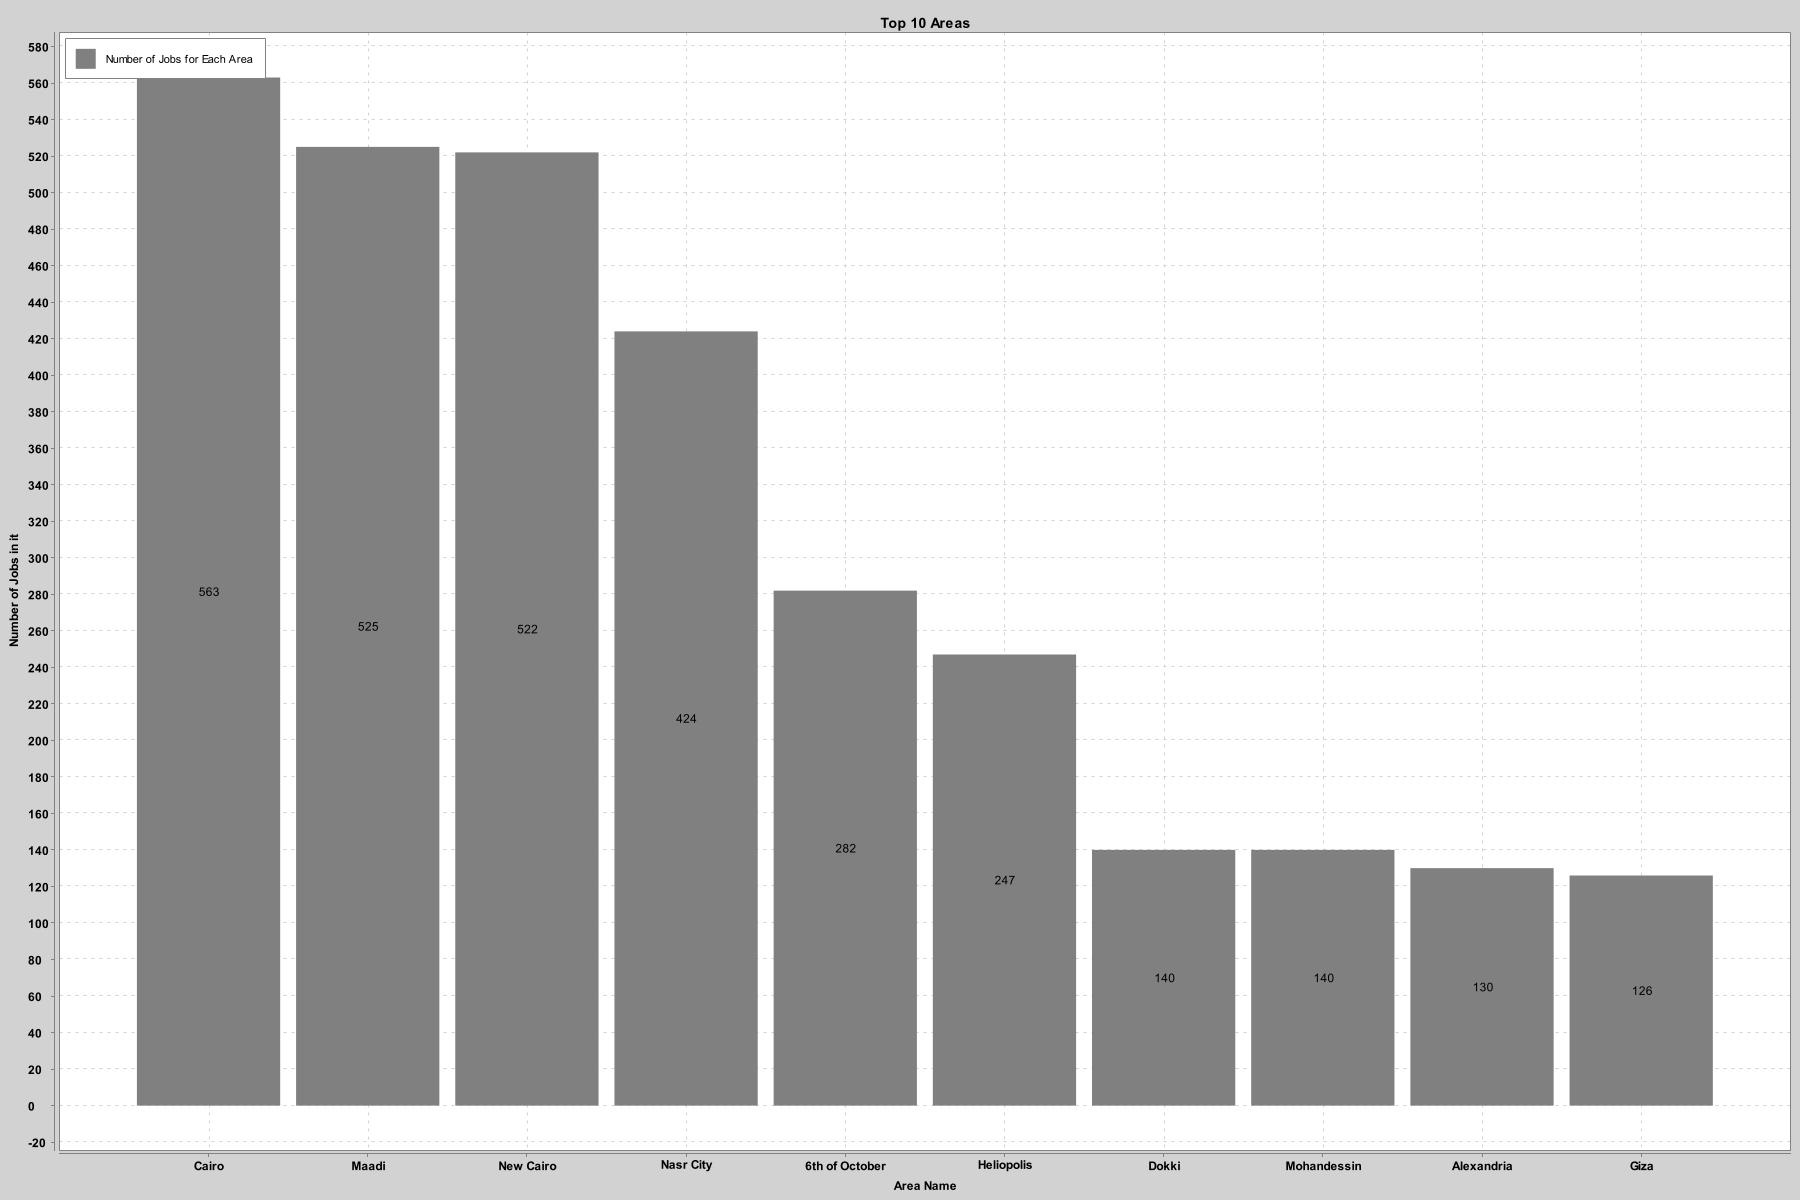 Top 10 Areas
Number of Jobs for Each Area
580
560
540
520
500
480
460
440
420
400
380
360
340
320
300
280
260
240
220
200
180
160
140
120
100
80
60
40
20
0
-20
Number of Jobs in it
563
525
522
424
282
247
140
140
130
126
Cairo
Maadi
New Cairo
Nasr City
6th of October
Heliopolis
Dokki
Mohandessin
Alexandria
Giza
Area Name